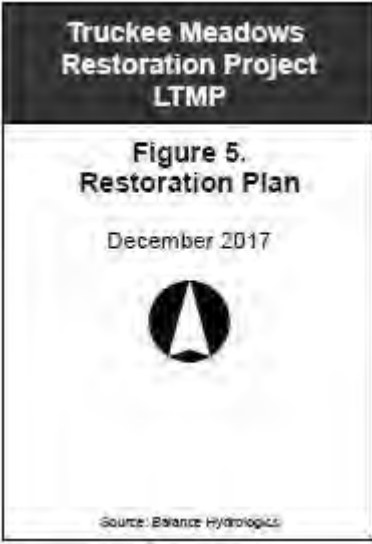 Truckee Meadows
Restoration Project
LTMP
Figure 5.
Restoration Plan
December 2017
Source: Balance Hydrologics